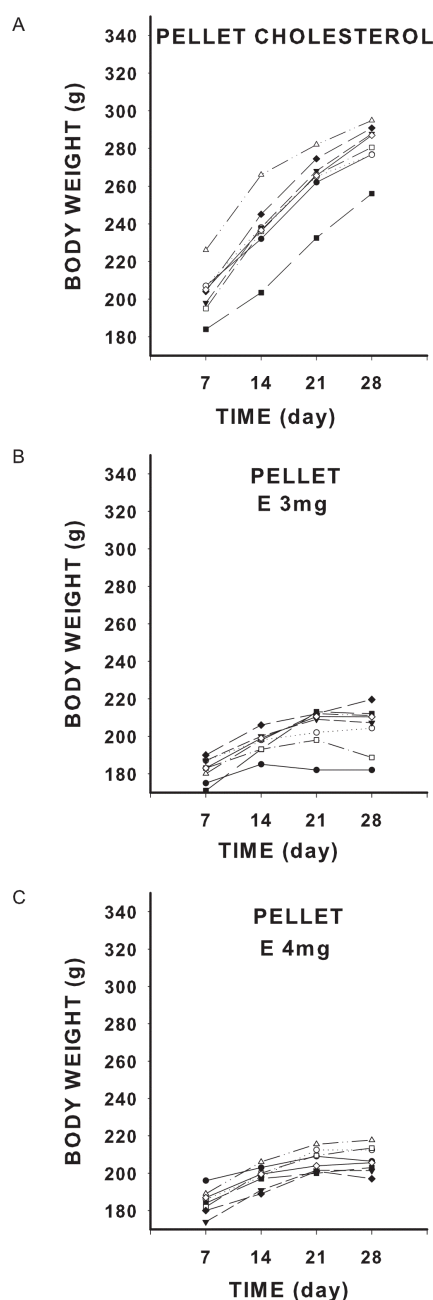 A
PELLET CHOLESTEROL
BODY WEIGHT (g)
340
320
300
280
260
240
220
200
180
7 14 21 28
TIME (day)
B
PELLET
E 3mg
BODY WEIGHT (g)
340
320
300
280
260
240
220
200
180
7 14 21 28
TIME (day)
C
PELLET
E 4mg
BODY WEIGHT (g)
340
320
300
280
260
240
220
200
180
7 14 21 28
TIME (day)